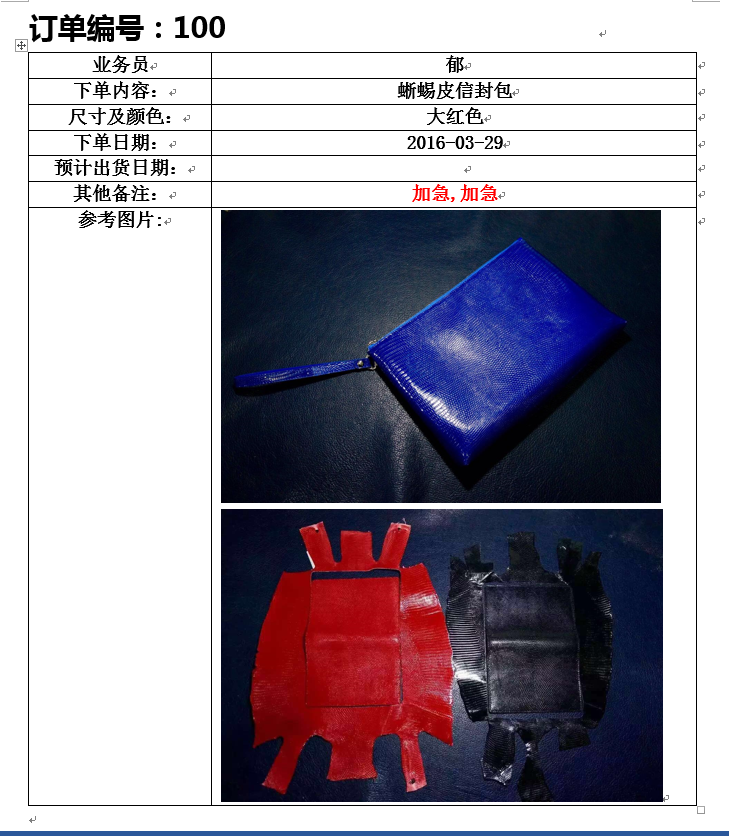 订单编号：100
业务员 郁
下单内容： 蜥蜴皮信封包
尺寸及颜色： 大红色
下单日期： 2016-03-29
预计出货日期：
其他备注： 加急,加急
参考图片: